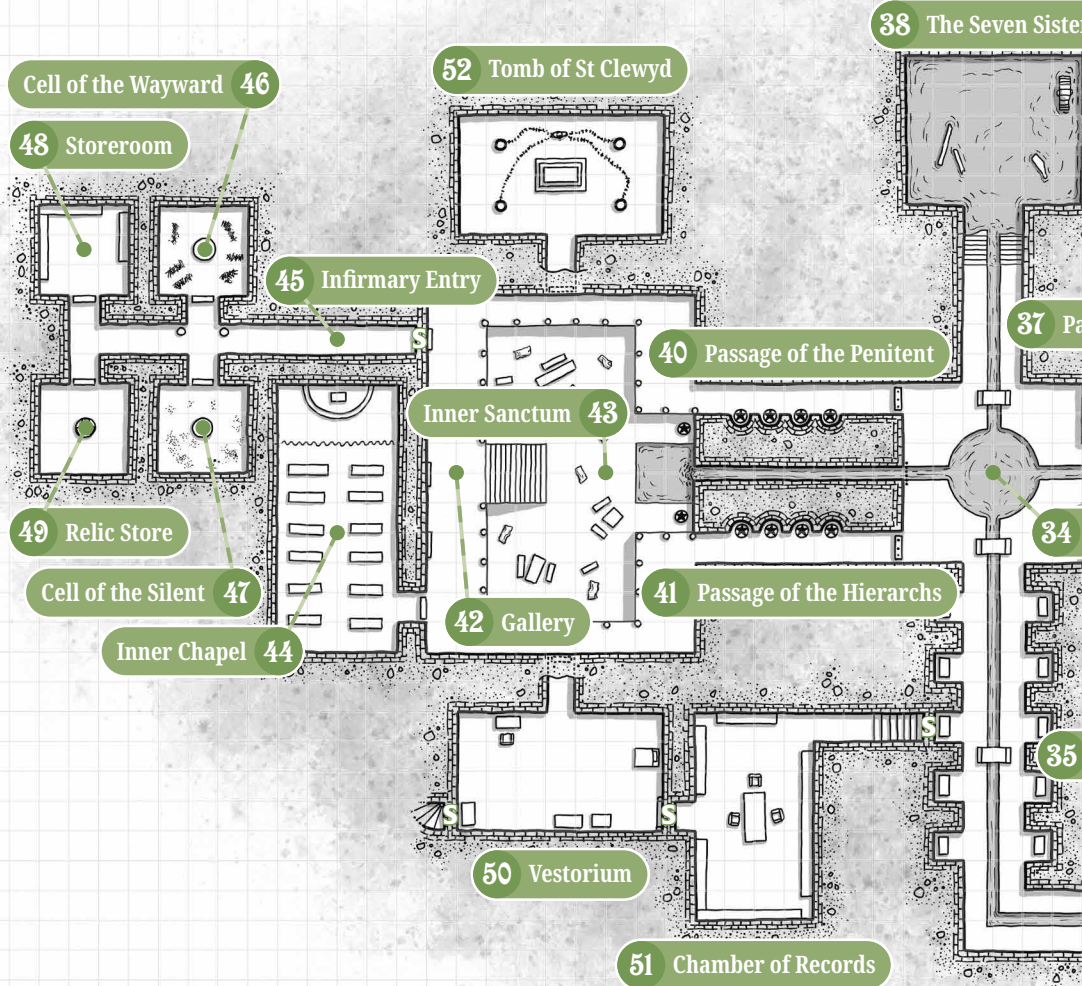 38 The Seven Sister
Cell of the Wayward 46
52 Tomb of St Clewyd
48 Storeroom
45 Infirmary Entry
S
37 Pa
40 Passage of the Penitent
Inner Sanctum 43
49 Relic Store
34
Cell of the Silent 47
41 Passage of the Hierarchs
42 Gallery
Inner Chapel 44
S
35
S
S
50 Vestorium
51 Chamber of Records